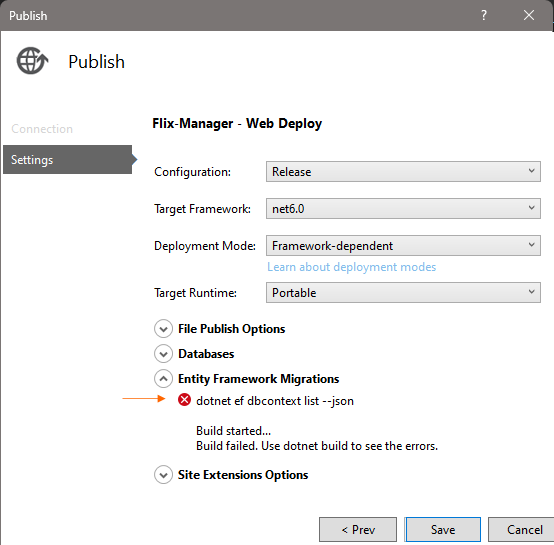 Publish
?
Publish
Connection
Settings
Flix-Manager - Web Deploy
Configuration: Release
Target Framework: net6.0
Deployment Mode: Framework-dependent
Learn about deployment modes
Target Runtime: Portable
File Publish Options
Databases
Entity Framework Migrations
dotnet ef dbcontext list --json
Build started...
Build failed. Use dotnet build to see the errors.
Site Extensions Options
< Prev Save Cancel